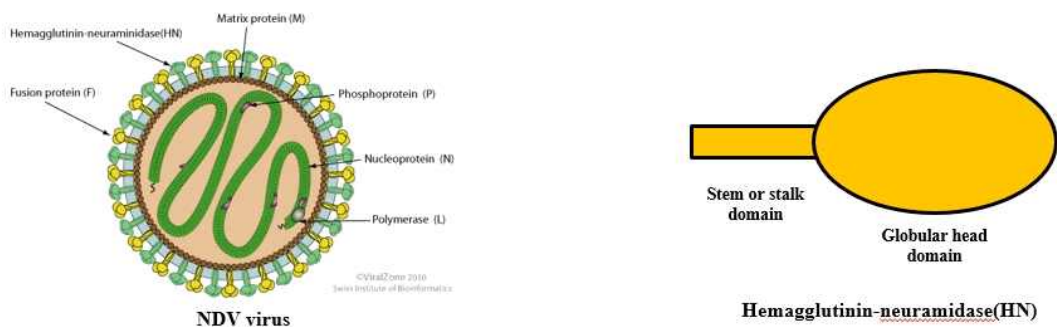 Matrix protein (M)
Hemagglutinin-neuraminidase(HN)
Fusion protein (F)
Phosphoprotein (P)
Nucleoprotein (N)
Polymerase (L)
©ViralZone 2010
Swiss Institute of Bioinformatics
NDV virus
Stem or stalk
domain
Globular head
domain
Hemagglutinin-neuramidase(HN)